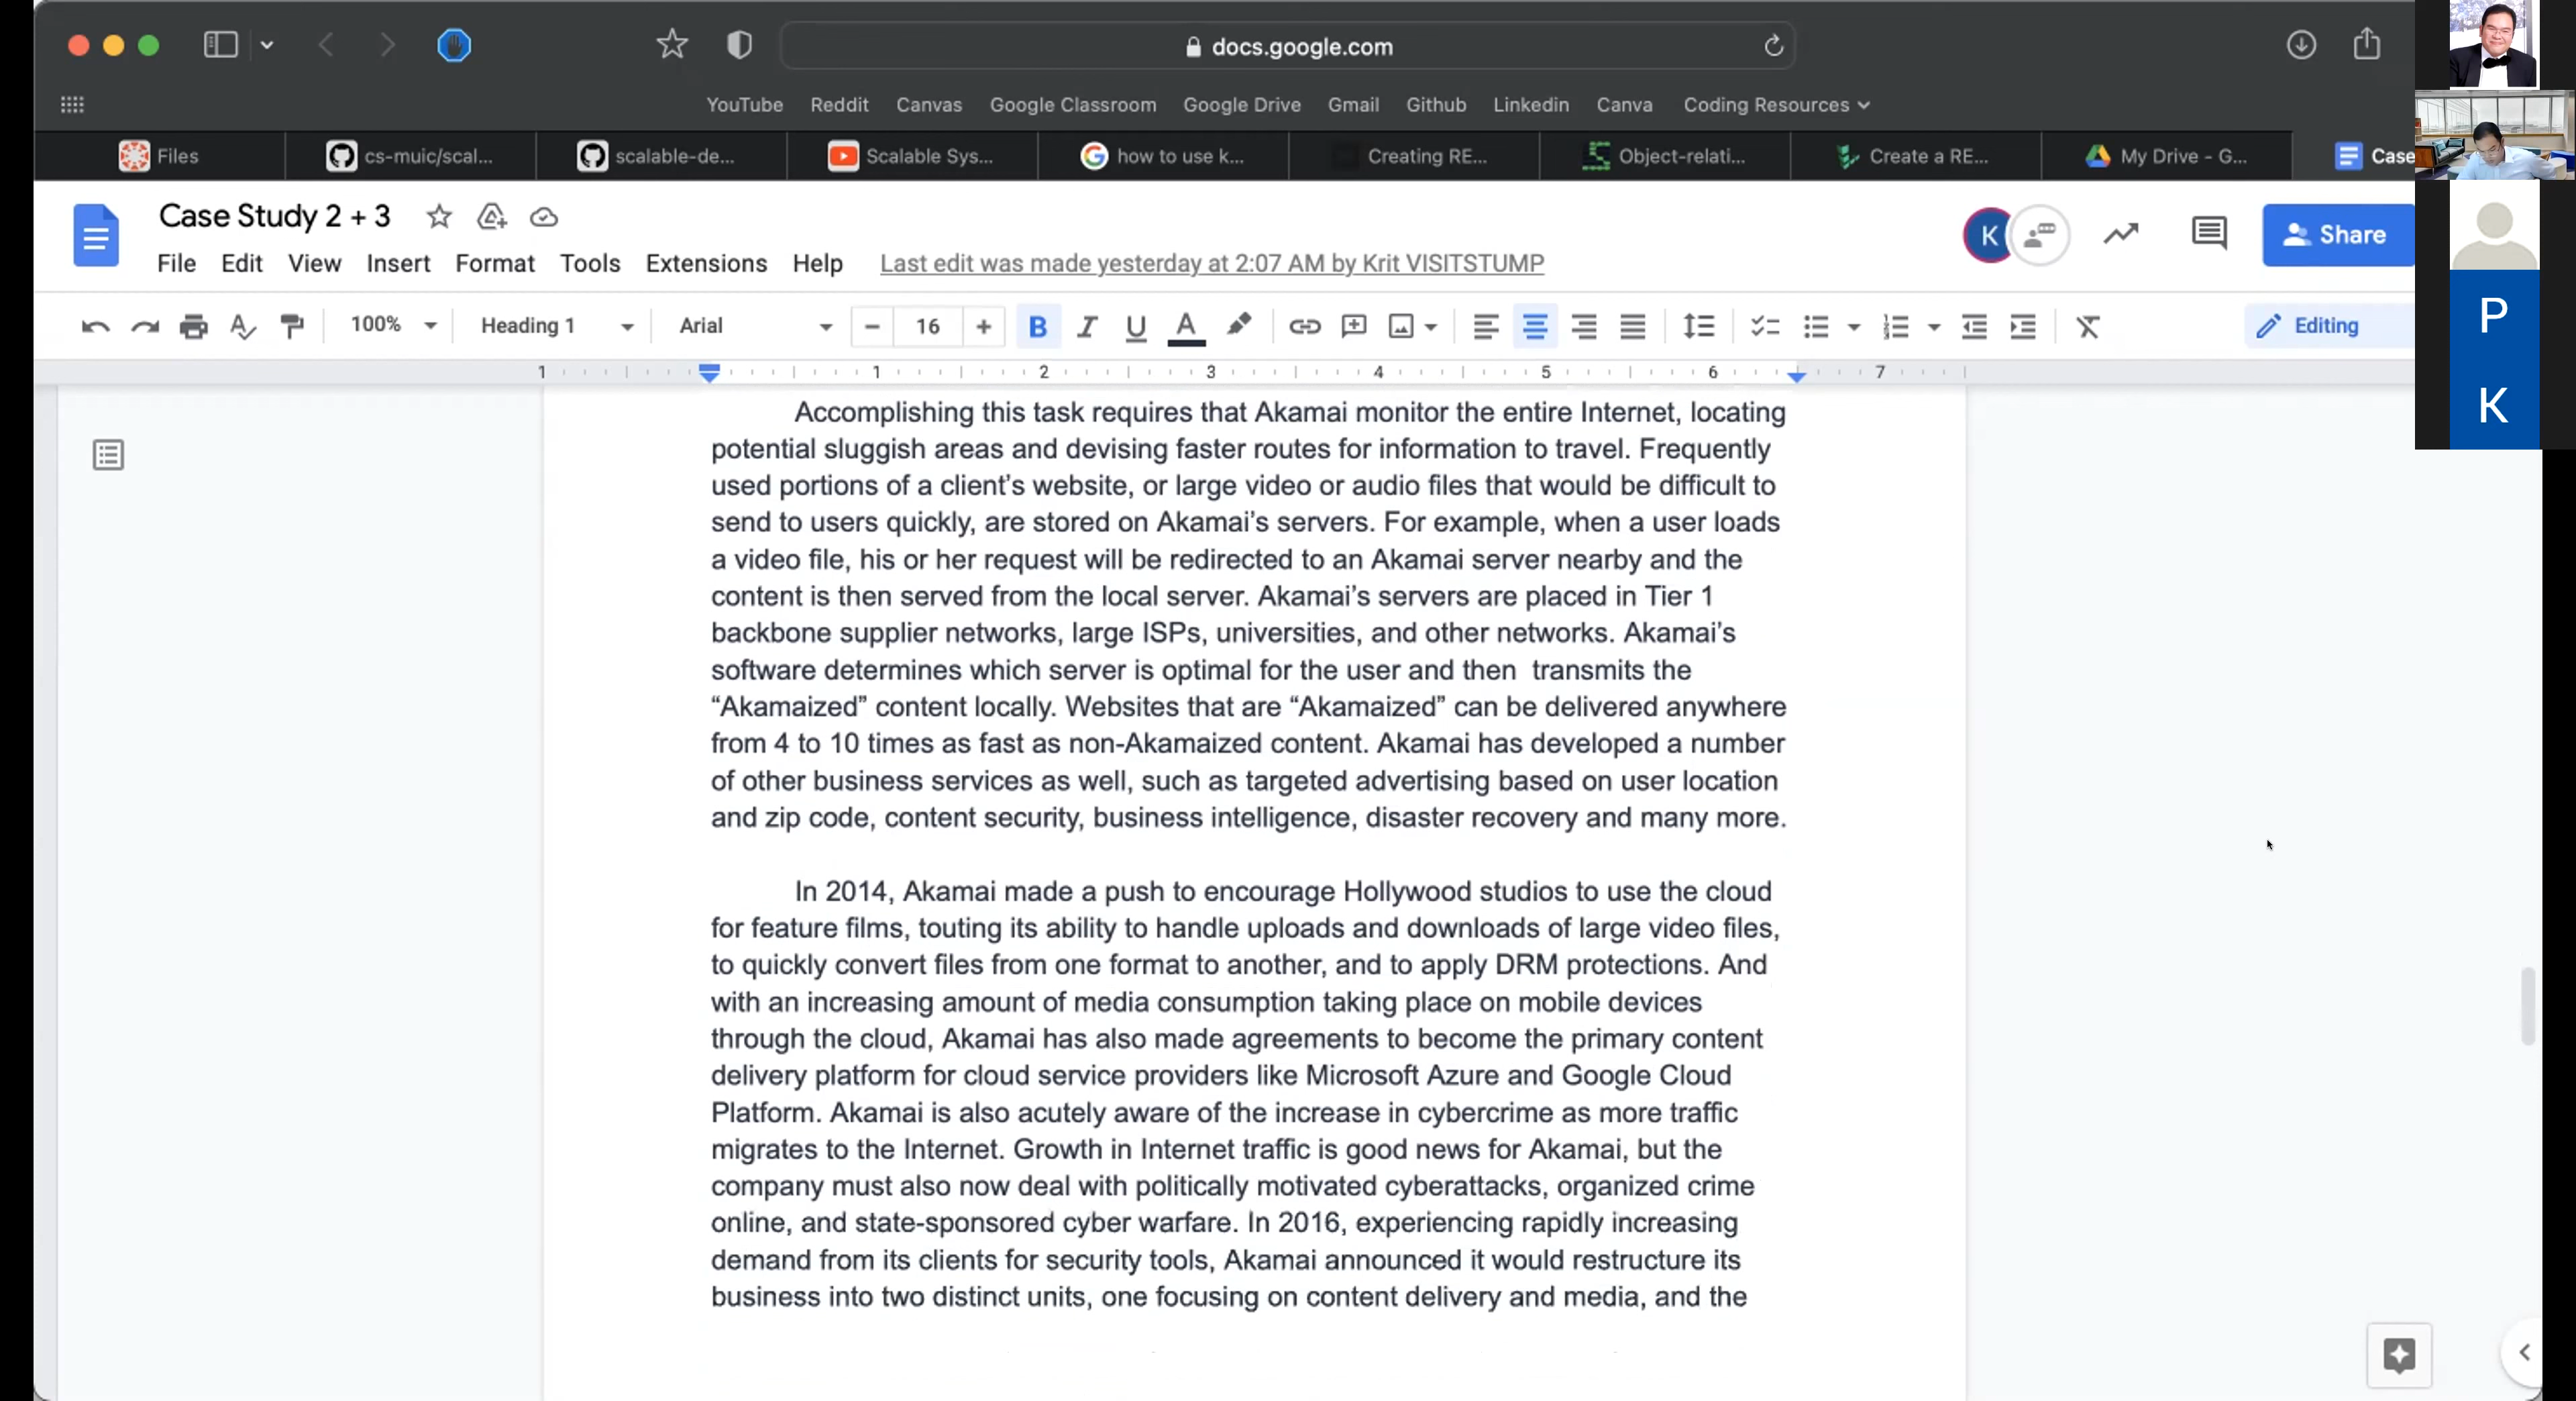 docs.google.com
YouTube Reddit Canvas Google Classroom Google Drive Gmail Github Linkedin Canva Coding Resources
Files cs-muic/scal... scalable-de... Scalable Sys... how to use k... Creating RE... Object-relati... Create a RE... My Drive - G... Case
Case Study 2 + 3
K
Share
File Edit View Insert Format Tools Extensions Help Last edit was made yesterday at 2:07 AM by Krit VISITSTUMP
100% Heading 1 Arial 16 B I U A Editing
1 1 2 3 4 5 6 7
P
K
Accomplishing this task requires that Akamai monitor the entire Internet, locating
potential sluggish areas and devising faster routes for information to travel. Frequently
used portions of a client’s website, or large video or audio files that would be difficult to
send to users quickly, are stored on Akamai’s servers. For example, when a user loads
a video file, his or her request will be redirected to an Akamai server nearby and the
content is then served from the local server. Akamai’s servers are placed in Tier 1
backbone supplier networks, large ISPs, universities, and other networks. Akamai’s
software determines which server is optimal for the user and then  transmits the
“Akamaized” content locally. Websites that are “Akamaized” can be delivered anywhere
from 4 to 10 times as fast as non-Akamaized content. Akamai has developed a number
of other business services as well, such as targeted advertising based on user location
and zip code, content security, business intelligence, disaster recovery and many more.
In 2014, Akamai made a push to encourage Hollywood studios to use the cloud
for feature films, touting its ability to handle uploads and downloads of large video files,
to quickly convert files from one format to another, and to apply DRM protections. And
with an increasing amount of media consumption taking place on mobile devices
through the cloud, Akamai has also made agreements to become the primary content
delivery platform for cloud service providers like Microsoft Azure and Google Cloud
Platform. Akamai is also acutely aware of the increase in cybercrime as more traffic
migrates to the Internet. Growth in Internet traffic is good news for Akamai, but the
company must also now deal with politically motivated cyberattacks, organized crime
online, and state-sponsored cyber warfare. In 2016, experiencing rapidly increasing
demand from its clients for security tools, Akamai announced it would restructure its
business into two distinct units, one focusing on content delivery and media, and the